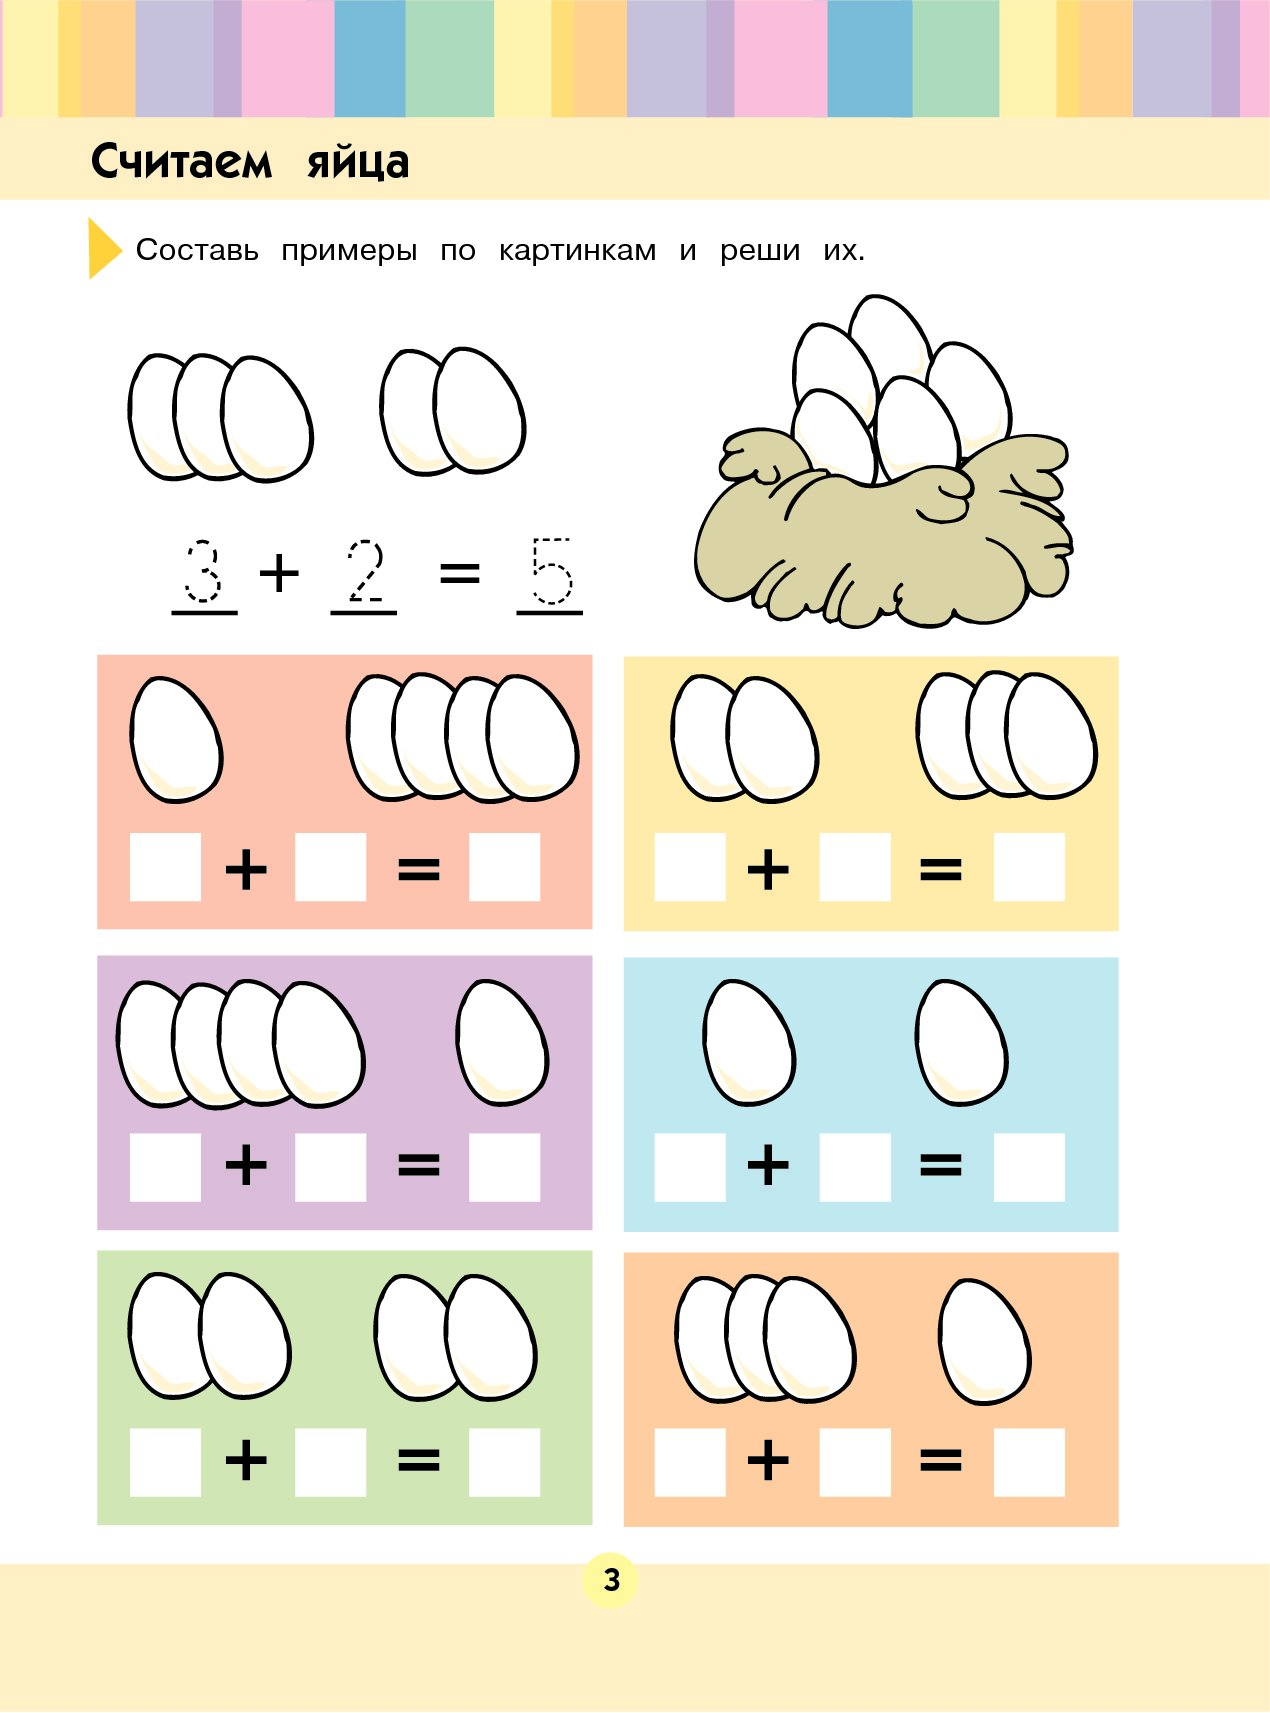 Считаем яйца
Составь примеры по картинкам и реши их.
3 + 2 = 5
+ =
+ =
+ =
+ =
+ =
+ =
3